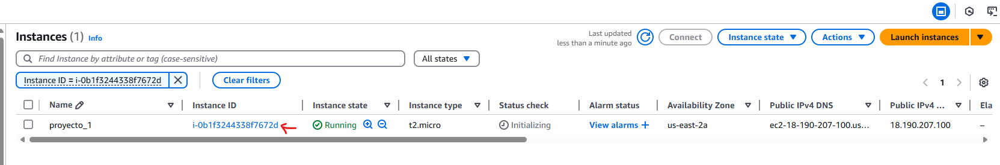 Instances (1) Info
Last updated
less than a minute ago
Connect
Instance state
Actions
Launch instances
Find Instance by attribute or tag (case-sensitive)
All states
Instance ID = i-0b1f3244338f7672d
Clear filters
1
Name Instance ID Instance state Instance type Status check Alarm status Availability Zone Public IPv4 DNS Public IPv4 ... Ela
proyecto_1 i-0b1f3244338f7672d Running t2.micro Initializing View alarms + us-east-2a ec2-18-190-207-100.us... 18.190.207.100 –